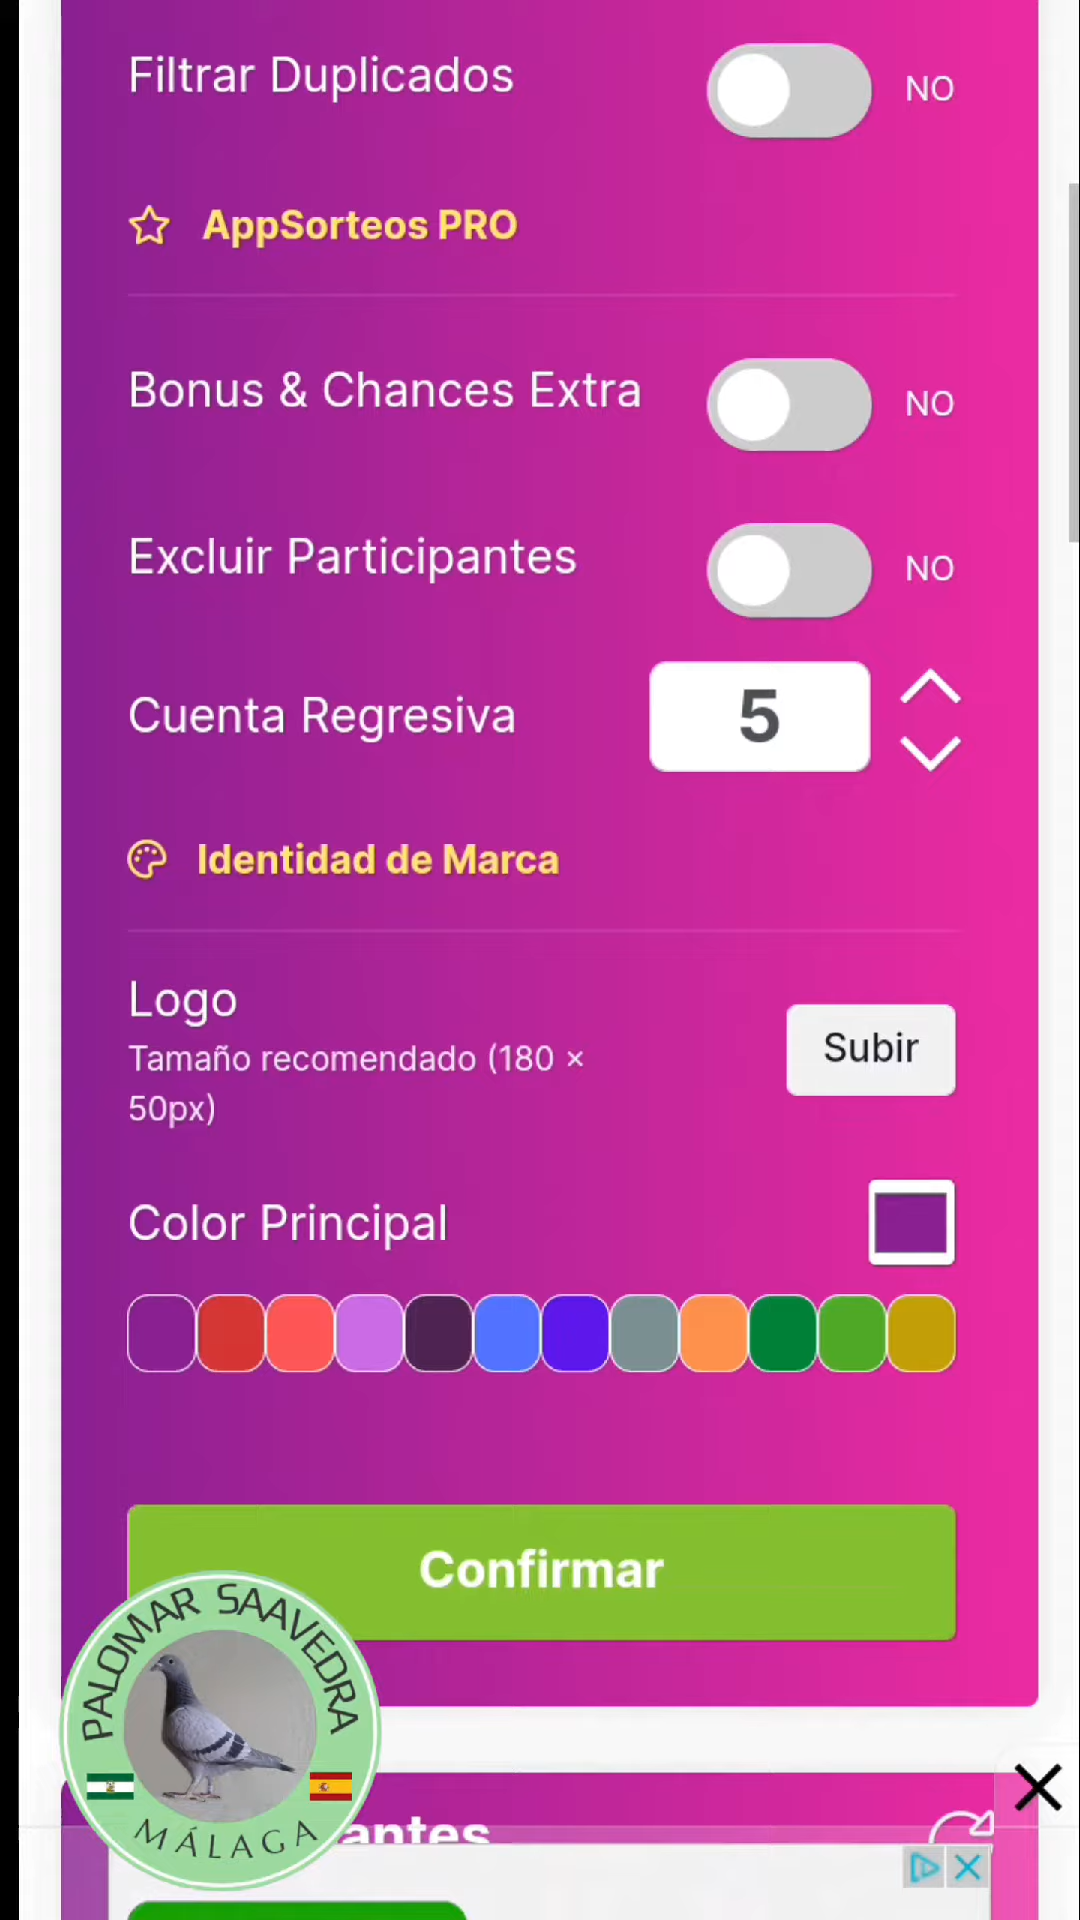 Filtrar Duplicados
NO
AppSorteos PRO
Bonus & Chances Extra
NO
Excluir Participantes
NO
Cuenta Regresiva
5
Identidad de Marca
Logo
Tamaño recomendado (180 ×
50px)
Subir
Color Principal
Confirmar
PALOMAR SAAVEDRA
MÁLAGA
antes